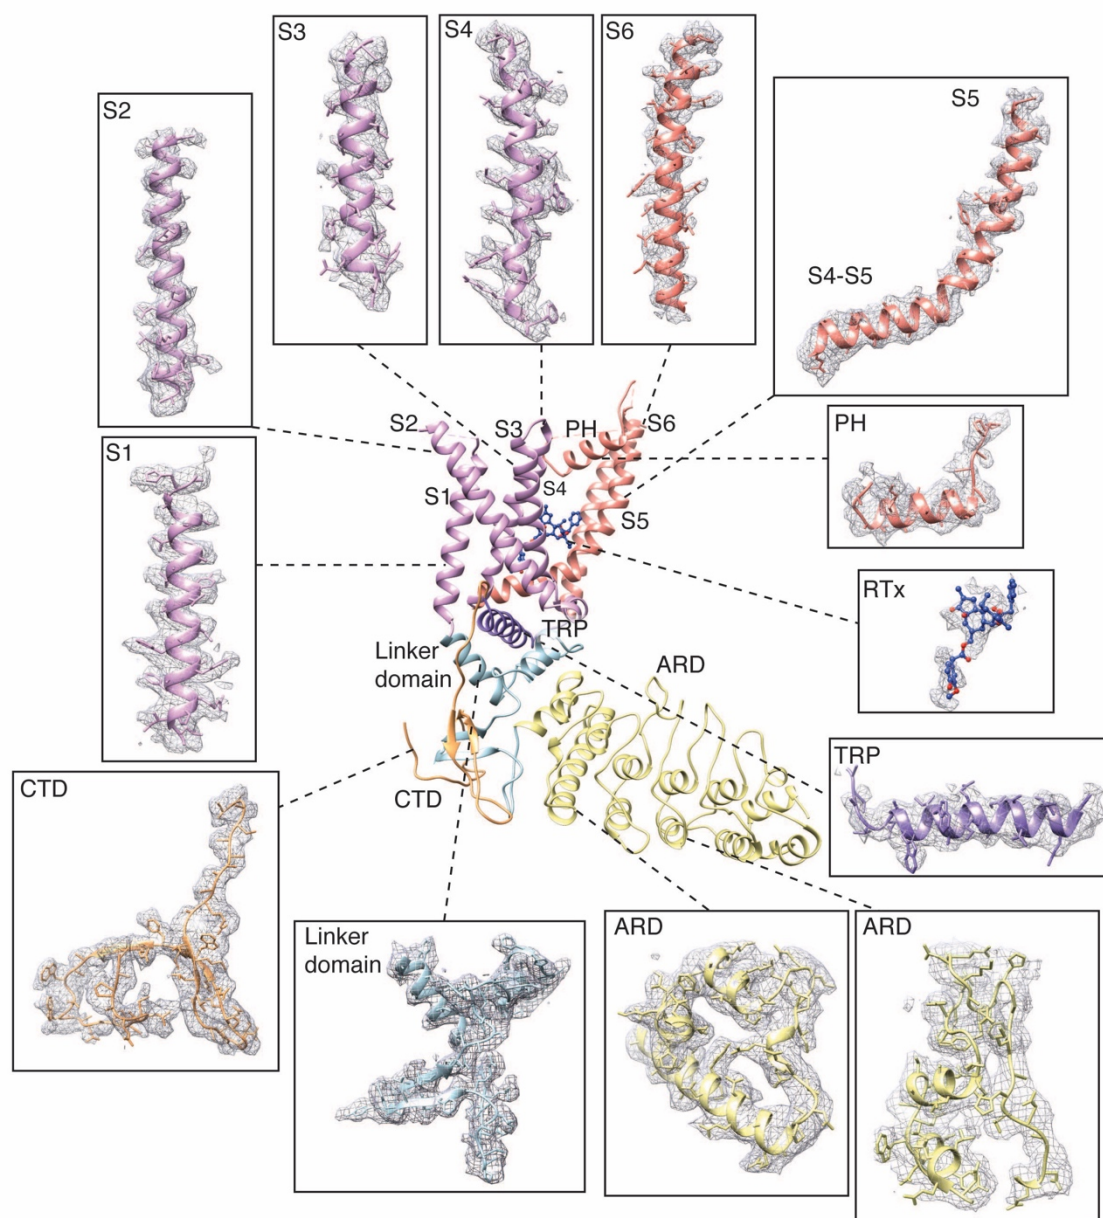 S3
S4
S6
S5
S2
S4-S5
S2
S3
PH
S6
PH
S1
S1
S4
S5
RTx
TRP
Linker
domain
ARD
TRP
CTD
CTD
Linker
domain
ARD
ARD